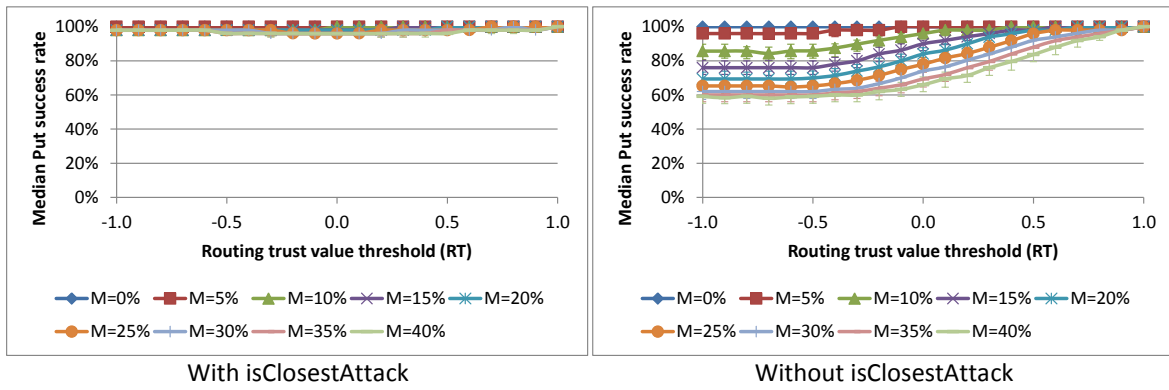 100%
80%
60%
40%
20%
0%
Median Put success rate
-1.0 -0.5 0.0 0.5 1.0
Routing trust value threshold (RT)
M=0% M=5% M=10% M=15% M=20%
M=25% M=30% M=35% M=40%
With isClosestAttack
100%
80%
60%
40%
20%
0%
Median Put success rate
-1.0 -0.5 0.0 0.5 1.0
Routing trust value threshold (RT)
M=0% M=5% M=10% M=15% M=20%
M=25% M=30% M=35% M=40%
Without isClosestAttack